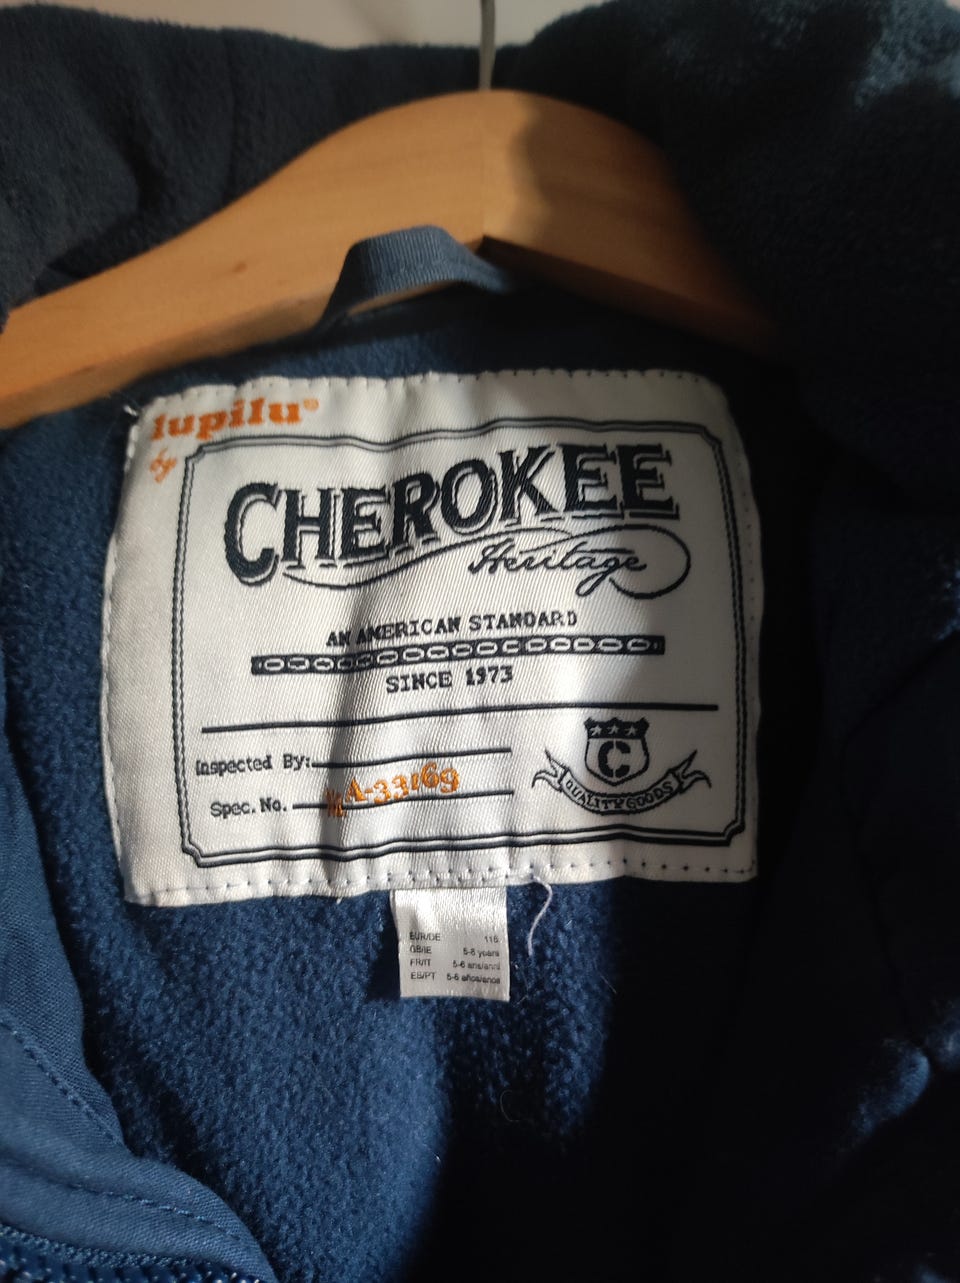 lupilu®
by
CHEROKEE
Heritage
AN AMERICAN STANDARD
SINCE 1973
Inspected By:
Spec. No. A-33169
C
QUALITY GOODS
EUR/DE 116
GB/IE 5-6 years
FR/IT 5-6 ans/anni
ES/PT 5-6 años/anos